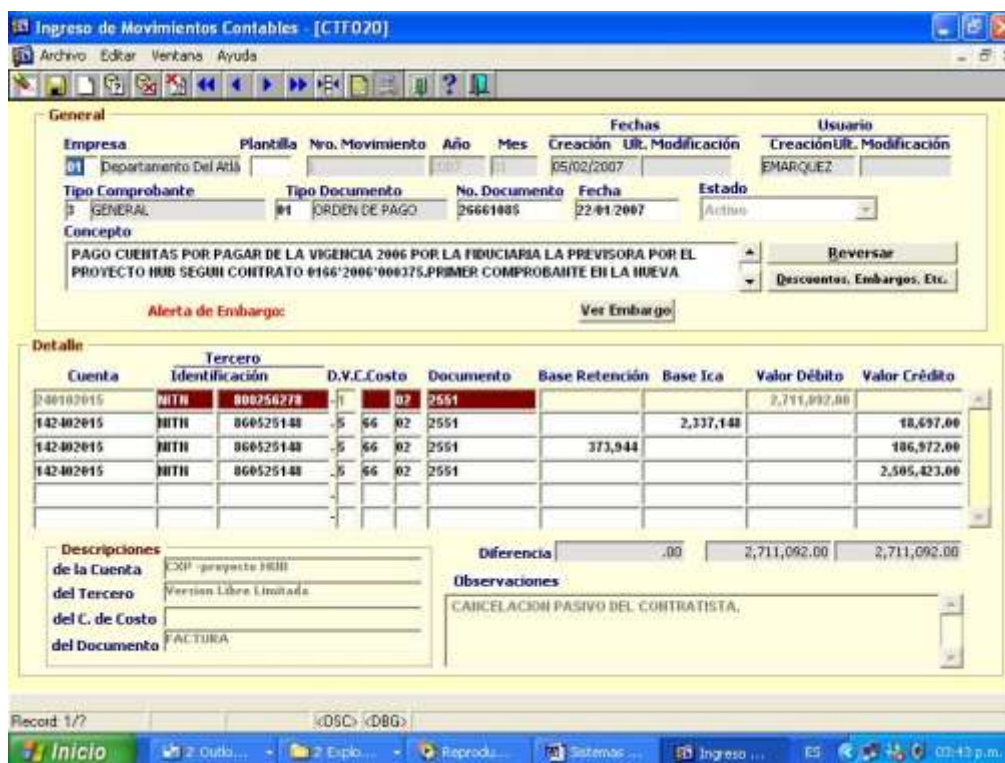 Ingreso de Movimientos Contables - [CTF020]
Archivo Editar Ventana Ayuda
General
Fechas Usuario
Empresa Plantilla Nro. Movimiento Año Mes Creación Ult. Modificación Creación Ult. Modificación
01 Departamento Del Atlá 05/02/2007 EMARQUEZ
Tipo Comprobante Tipo Documento No. Documento Fecha Estado
3 GENERAL 01 ORDEN DE PAGO 26661085 22/01/2007 Activo
Concepto
PAGO CUENTAS POR PAGAR DE LA VIGENCIA 2006 POR LA FIDUCIARIA LA PREVISORA POR EL
PROYECTO HUB SEGUN CONTRATO 0166*2006*000375.PRIMER COMPROBANTE EN LA NUEVA
Reversar
Descuentos, Embargos, Etc.
Alerta de Embargo: Ver Embargo
Detalle
Tercero
Cuenta Identificación D.V. C.Costo Documento Base Retención Base Ica Valor Débito Valor Crédito
240102015 NITN 800256278 -1 02 2551 2,711,092.00
142402015 NITN 860525148 -5 66 02 2551 2,337,148 18,697.00
142402015 NITN 860525148 -5 66 02 2551 373,944 186,972.00
142402015 NITN 860525148 -5 66 02 2551 2,505,423.00
-
-
Descripciones
Diferencia .00 2,711,092.00 2,711,092.00
de la Cuenta CXP -proyecto HUB
del Tercero Version Libre Limitada
del C. de Costo
del Documento FACTURA
Observaciones
CANCELACION PASIVO DEL CONTRATISTA.
Record: 1/? <OSC> <DBG>
Inicio 2 Outlo... 2 Explo... Reprodu... Sistemas ... Ingreso ... ES 03:43 p.m.